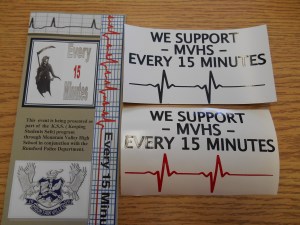 Every
15
Minutes
This event is being presented as
part of the K.S.S. (Keeping
Students Safe) program
through Mountain Valley High
School in conjunction with the
Rumford Police Department.
Every 15 Min
WE SUPPORT
- MVHS -
EVERY 15 MINUTES
WE SUPPORT
- MVHS -
EVERY 15 MINUTES